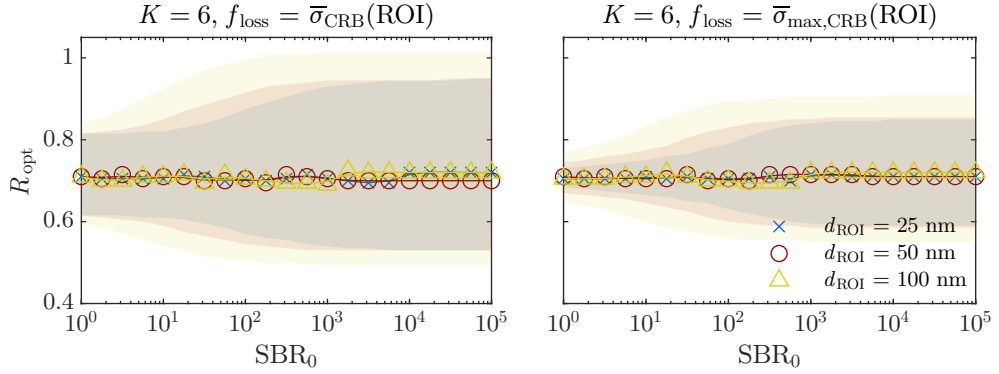 K = 6, f_loss = σ̅_CRB(ROI)
K = 6, f_loss = σ̅_max,CRB(ROI)
R_opt
1
0.8
0.6
0.4
10^0 10^1 10^2 10^3 10^4 10^5
SBR_0
10^0 10^1 10^2 10^3 10^4 10^5
SBR_0
d_ROI = 25 nm
d_ROI = 50 nm
d_ROI = 100 nm